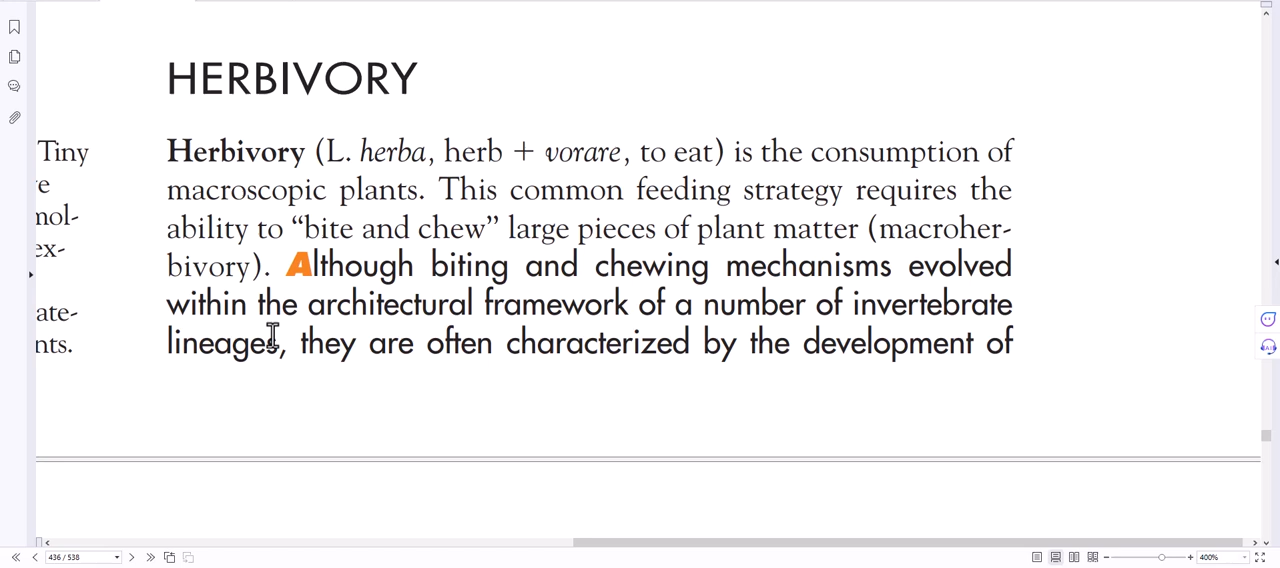 HERBIVORY
Tiny
Herbivory (L. herba, herb + vorare, to eat) is the consumption of
macroscopic plants. This common feeding strategy requires the
mol-
ability to “bite and chew” large pieces of plant matter (macroher-
ex-
bivory). Although biting and chewing mechanisms evolved
within the architectural framework of a number of invertebrate
ate-
lineages, they are often characterized by the development of
nts.
436 / 538
400%